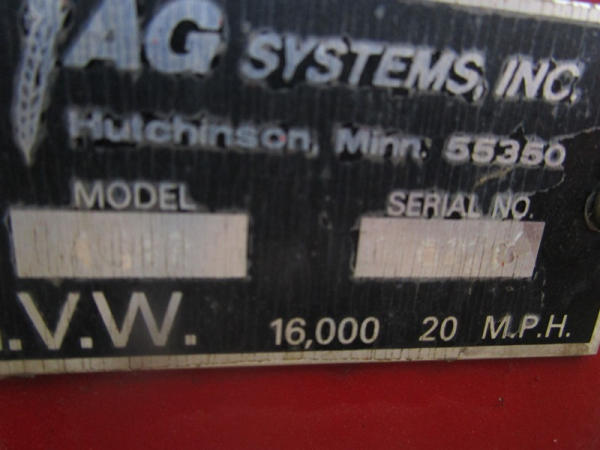 AG SYSTEMS, INC.
Hutchinson, Minn. 55350
MODEL SERIAL NO.
.V.W. 16,000 20 M.P.H.